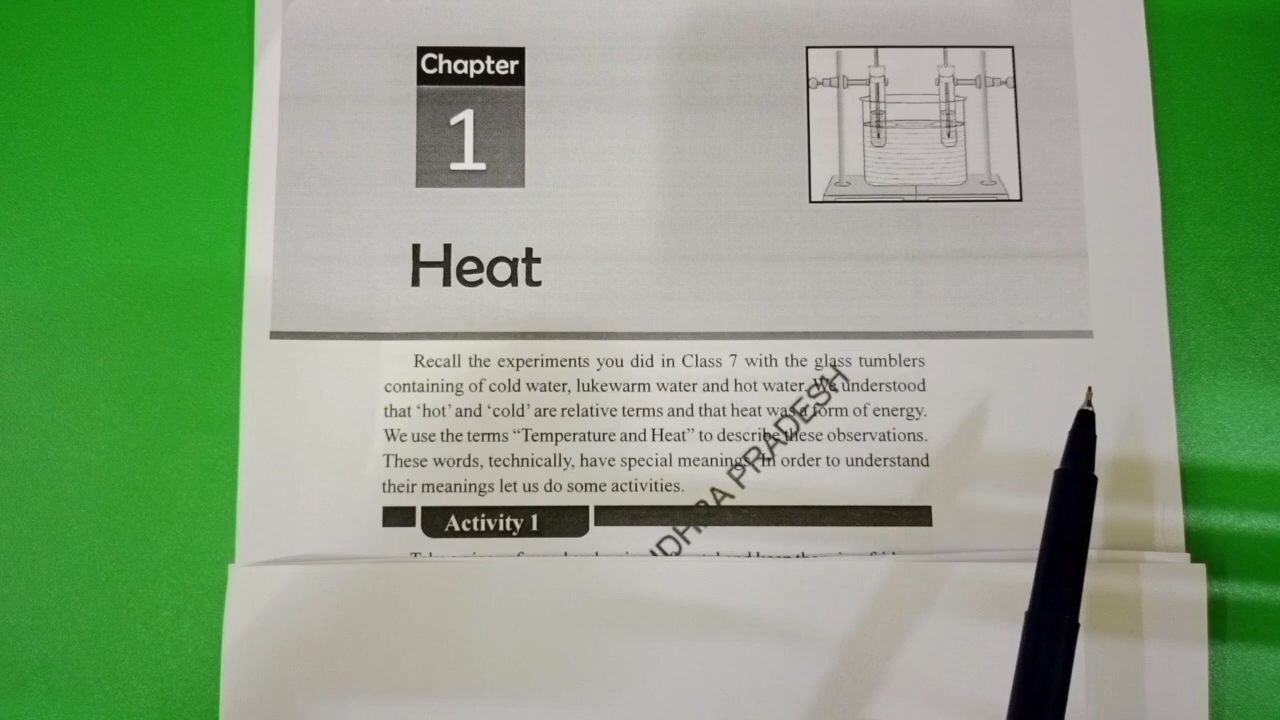 Chapter
1
Heat
Recall the experiments you did in Class 7 with the glass tumblers
containing of cold water, lukewarm water and hot water. We understood
that ‘hot’ and ‘cold’ are relative terms and that heat was a form of energy.
We use the terms “Temperature and Heat” to describe these observations.
These words, technically, have special meanings. In order to understand
their meanings let us do some activities.
PRADESH
Activity 1